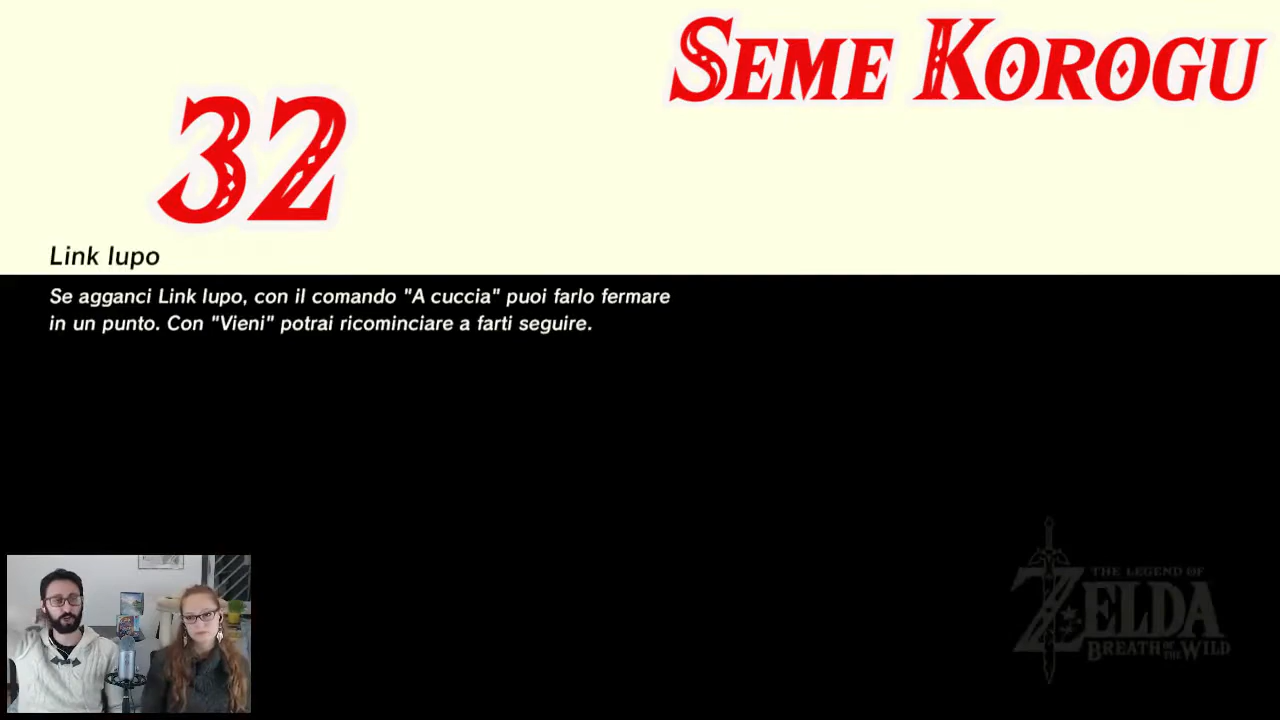 SEME KOROGU
32
Link lupo
Se agganci Link lupo, con il comando "A cuccia" puoi farlo fermare
in un punto. Con "Vieni" potrai ricominciare a farti seguire.
THE LEGEND OF
ZELDA
BREATH OF THE WILD